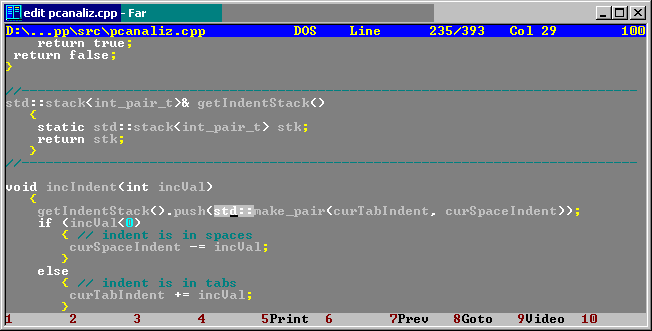 edit pcanaliz.cpp - Far
D:\...pp\src\pcanaliz.cpp DOS Line 235/393 Col 29 100
return true;
return false;
}
//------------------------------------------------------------------------------
std::stack<int_pair_t>& getIndentStack()
{
static std::stack<int_pair_t> stk;
return stk;
}
//------------------------------------------------------------------------------
void incIndent(int incVal)
{
getIndentStack().push(std::make_pair(curTabIndent, curSpaceIndent));
if (incVal<0)
{ // indent is in spaces
curSpaceIndent -= incVal;
}
else
{ // indent is in tabs
curTabIndent += incVal;
}
1 2 3 4 5Print 6 7Prev 8Goto 9Video 10